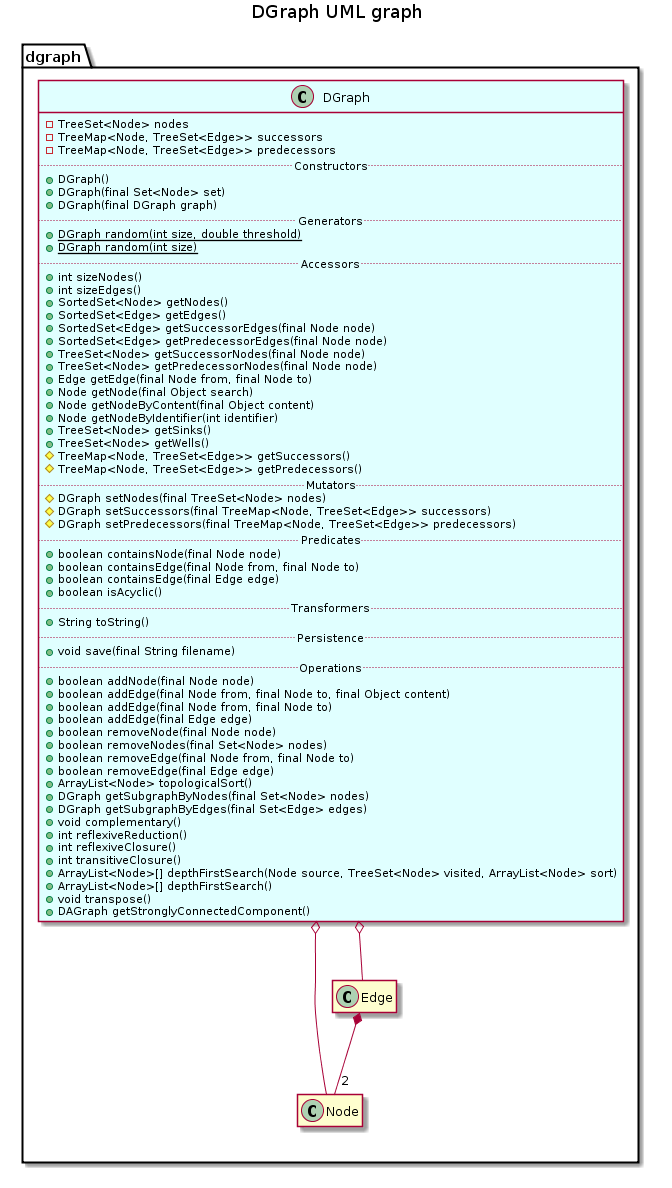 DGraph UML graph
dgraph
C DGraph
TreeSet<Node> nodes
TreeMap<Node, TreeSet<Edge>> successors
TreeMap<Node, TreeSet<Edge>> predecessors
Constructors
DGraph()
DGraph(final Set<Node> set)
DGraph(final DGraph graph)
Generators
DGraph random(int size, double threshold)
DGraph random(int size)
Accessors
int sizeNodes()
int sizeEdges()
SortedSet<Node> getNodes()
SortedSet<Edge> getEdges()
SortedSet<Edge> getSuccessorEdges(final Node node)
SortedSet<Edge> getPredecessorEdges(final Node node)
TreeSet<Node> getSuccessorNodes(final Node node)
TreeSet<Node> getPredecessorNodes(final Node node)
Edge getEdge(final Node from, final Node to)
Node getNode(final Object search)
Node getNodeByContent(final Object content)
Node getNodeByIdentifier(int identifier)
TreeSet<Node> getSinks()
TreeSet<Node> getWells()
TreeMap<Node, TreeSet<Edge>> getSuccessors()
TreeMap<Node, TreeSet<Edge>> getPredecessors()
Mutators
DGraph setNodes(final TreeSet<Node> nodes)
DGraph setSuccessors(final TreeMap<Node, TreeSet<Edge>> successors)
DGraph setPredecessors(final TreeMap<Node, TreeSet<Edge>> predecessors)
Predicates
boolean containsNode(final Node node)
boolean containsEdge(final Node from, final Node to)
boolean containsEdge(final Edge edge)
boolean isAcyclic()
Transformers
String toString()
Persistence
void save(final String filename)
Operations
boolean addNode(final Node node)
boolean addEdge(final Node from, final Node to, final Object content)
boolean addEdge(final Node from, final Node to)
boolean addEdge(final Edge edge)
boolean removeNode(final Node node)
boolean removeNodes(final Set<Node> nodes)
boolean removeEdge(final Node from, final Node to)
boolean removeEdge(final Edge edge)
ArrayList<Node> topologicalSort()
DGraph getSubgraphByNodes(final Set<Node> nodes)
DGraph getSubgraphByEdges(final Set<Edge> edges)
void complementary()
int reflexiveReduction()
int reflexiveClosure()
int transitiveClosure()
ArrayList<Node>[] depthFirstSearch(Node source, TreeSet<Node> visited, ArrayList<Node> sort)
ArrayList<Node>[] depthFirstSearch()
void transpose()
DAGraph getStronglyConnectedComponent()
C Edge
2
C Node